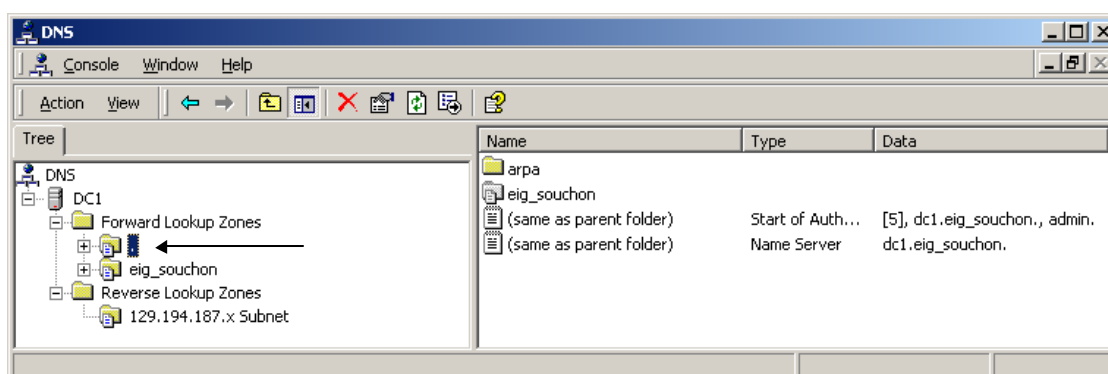 DNS
Console Window Help
Action View
Tree
Name Type Data
DNS
DC1
Forward Lookup Zones
.
eig_souchon
Reverse Lookup Zones
129.194.187.x Subnet
arpa
eig_souchon
(same as parent folder) Start of Auth... [5], dc1.eig_souchon., admin.
(same as parent folder) Name Server dc1.eig_souchon.